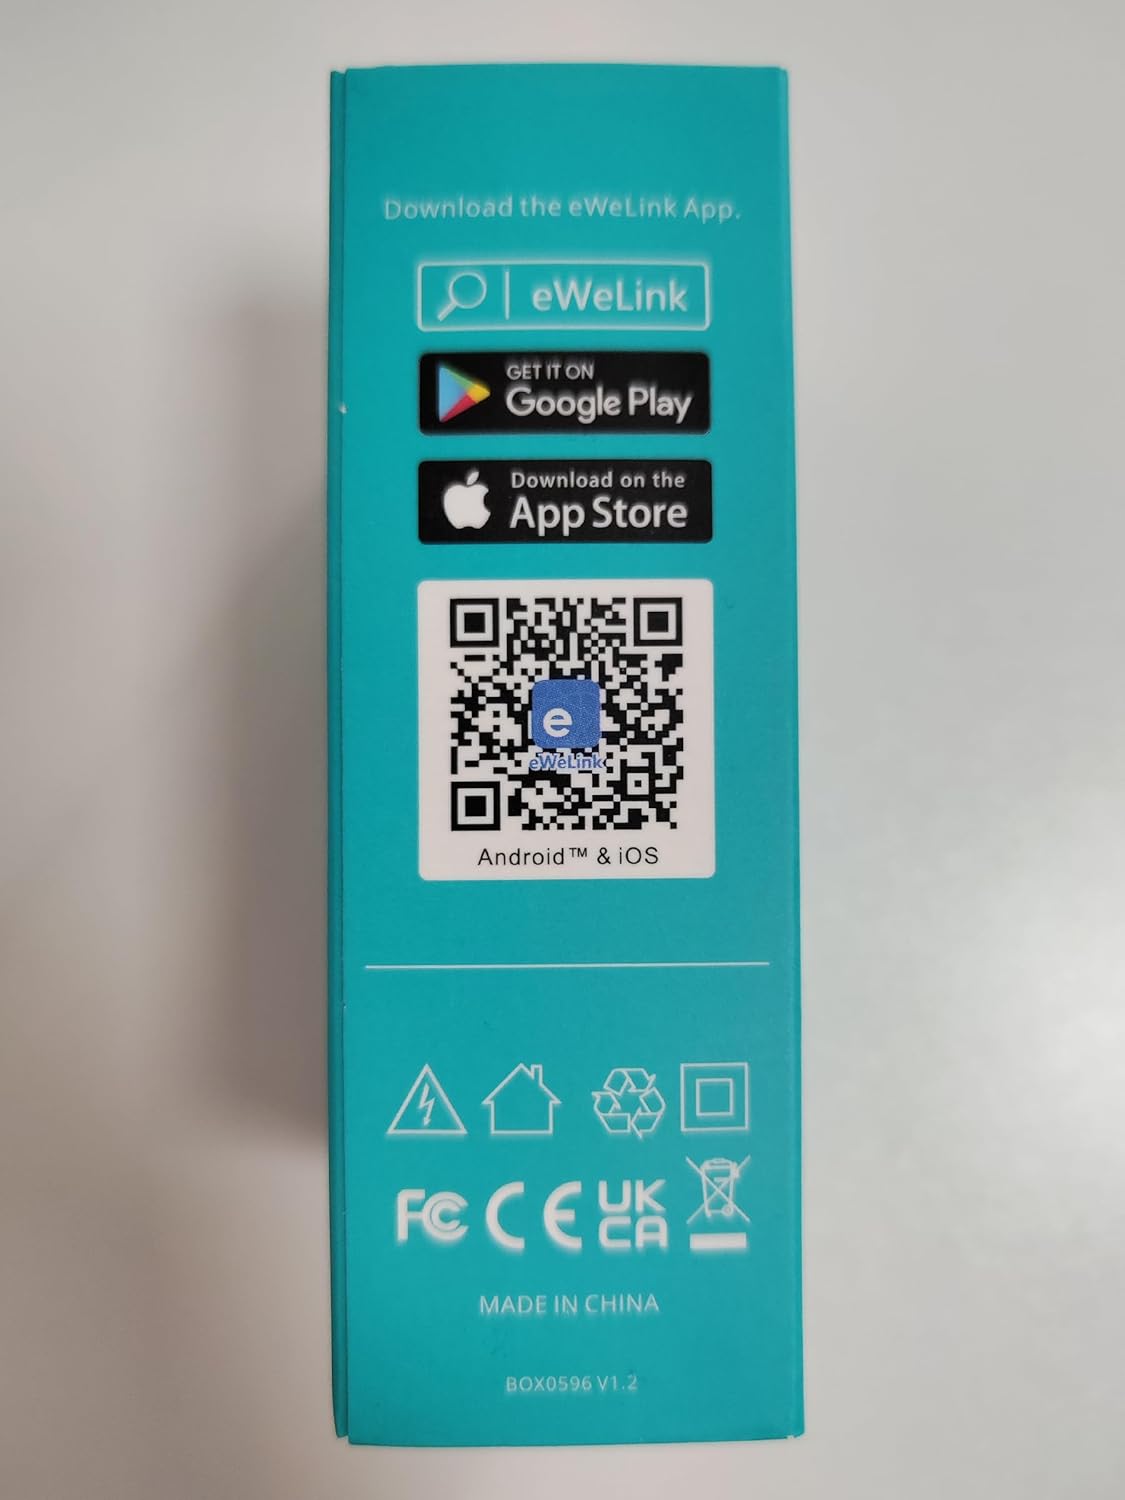 Download the eWeLink App.
eWeLink
GET IT ON
Google Play
Download on the
App Store
e
eWeLink
Android™ & iOS
FC CE UK
CA
MADE IN CHINA
BOX0596 V1.2